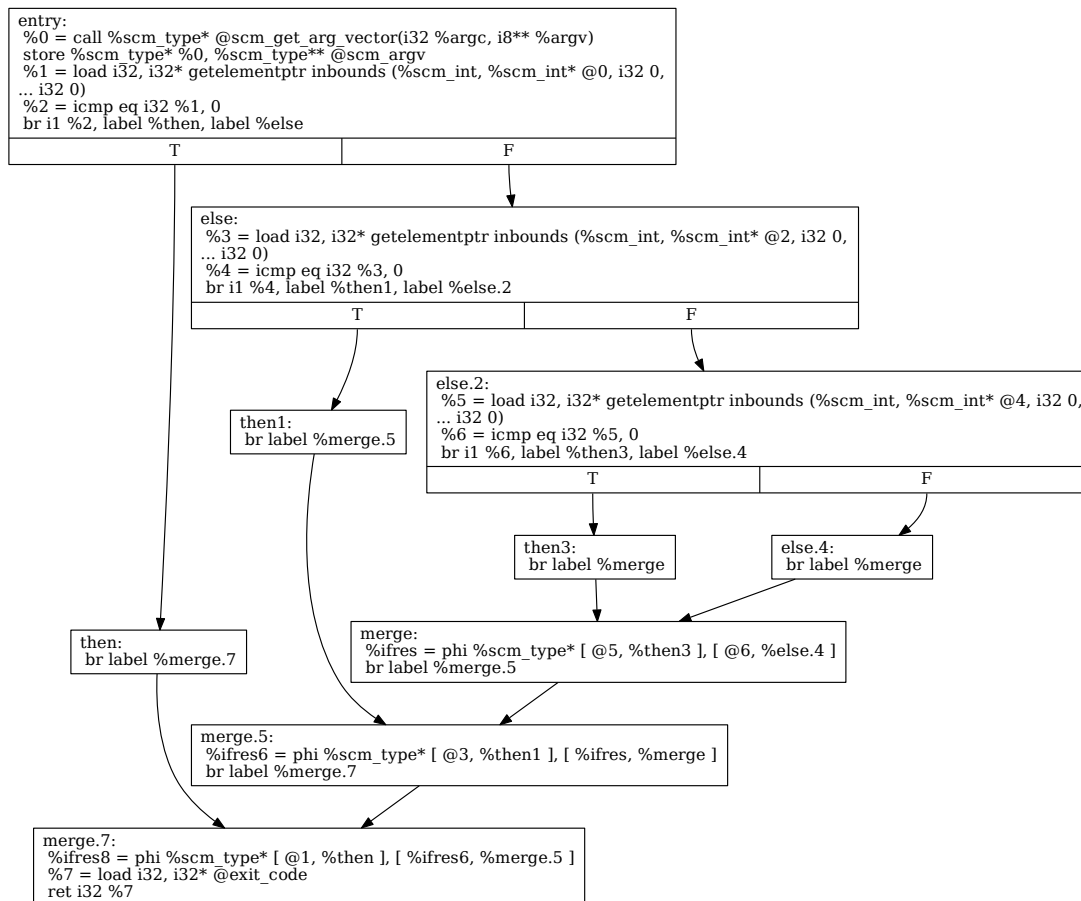 entry:
%0 = call %scm_type* @scm_get_arg_vector(i32 %argc, i8** %argv)
store %scm_type* %0, %scm_type** @scm_argv
%1 = load i32, i32* getelementptr inbounds (%scm_int, %scm_int* @0, i32 0,
... i32 0)
%2 = icmp eq i32 %1, 0
br i1 %2, label %then, label %else
T
F
else:
%3 = load i32, i32* getelementptr inbounds (%scm_int, %scm_int* @2, i32 0,
... i32 0)
%4 = icmp eq i32 %3, 0
br i1 %4, label %then1, label %else.2
T
F
else.2:
%5 = load i32, i32* getelementptr inbounds (%scm_int, %scm_int* @4, i32 0,
... i32 0)
%6 = icmp eq i32 %5, 0
br i1 %6, label %then3, label %else.4
T
F
then1:
br label %merge.5
then3:
br label %merge
else.4:
br label %merge
merge:
%ifres = phi %scm_type* [ @5, %then3 ], [ @6, %else.4 ]
br label %merge.5
then:
br label %merge.7
merge.5:
%ifres6 = phi %scm_type* [ @3, %then1 ], [ %ifres, %merge ]
br label %merge.7
merge.7:
%ifres8 = phi %scm_type* [ @1, %then ], [ %ifres6, %merge.5 ]
%7 = load i32, i32* @exit_code
ret i32 %7